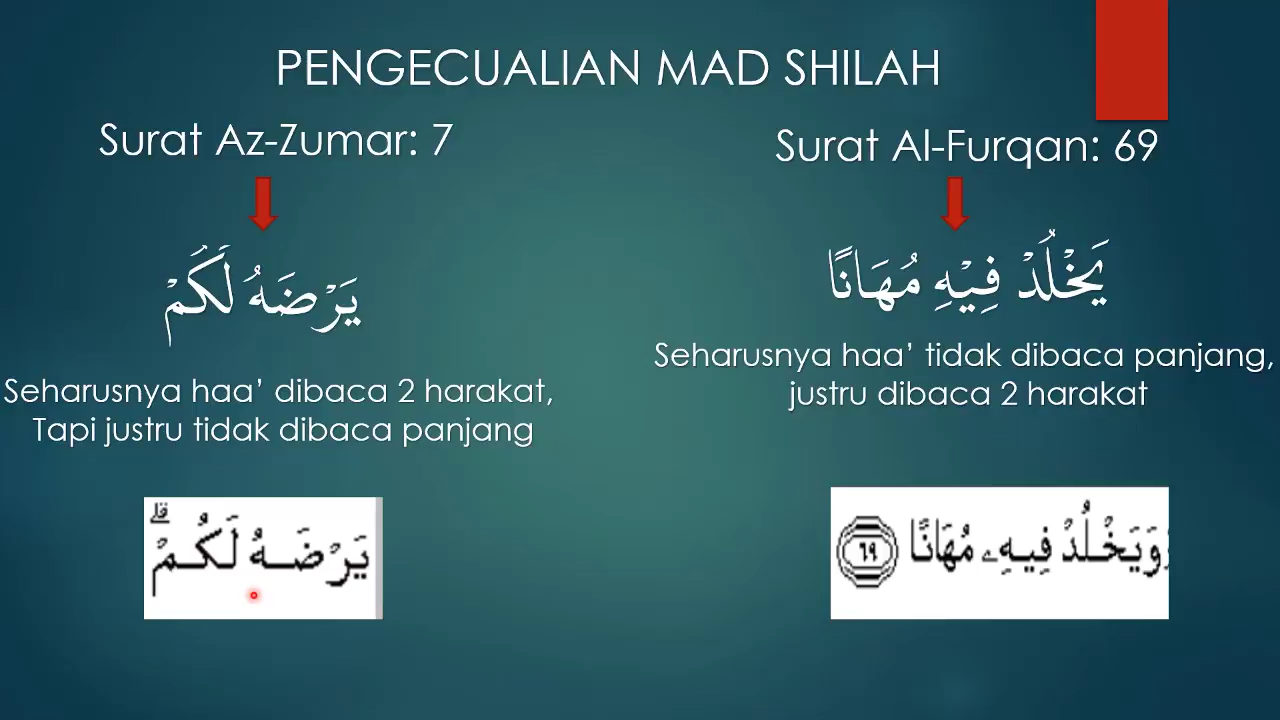 PENGECUALIAN MAD SHILAH
Surat Az-Zumar: 7
يَرْضَهُ لَكُمْ
Seharusnya haa’ dibaca 2 harakat,
Tapi justru tidak dibaca panjang
يَرْضَهُ لَكُمْ ۗ
Surat Al-Furqan: 69
يَخْلُدْ فِيْهِ مُهَانًا
Seharusnya haa’ tidak dibaca panjang,
justru dibaca 2 harakat
وَيَخْلُدْ فِيهِۦ مُهَانًا ٦٩